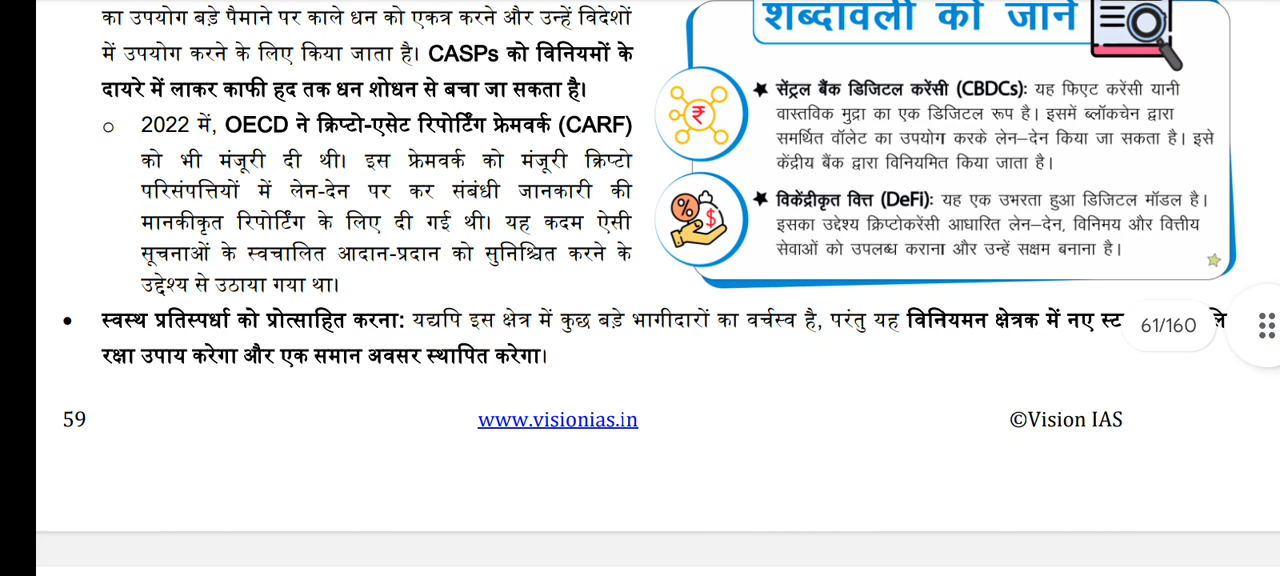 का उपयोग बड़े पैमाने पर काले धन को एकत्र करने और उन्हें विदेशों
में उपयोग करने के लिए किया जाता है। CASPs को विनियमों के
दायरे में लाकर काफी हद तक धन शोधन से बचा जा सकता है।
o 2022 में, OECD ने क्रिप्टो-एसेट रिपोर्टिंग फ्रेमवर्क (CARF)
को भी मंजूरी दी थी। इस फ्रेमवर्क को मंजूरी क्रिप्टो
परिसंपत्तियों में लेन-देन पर कर संबंधी जानकारी की
मानकीकृत रिपोर्टिंग के लिए दी गई थी। यह कदम ऐसी
सूचनाओं के स्वचालित आदान-प्रदान को सुनिश्चित करने के
उद्देश्य से उठाया गया था।
शब्दावली को जानें
₹
★ सेंट्रल बैंक डिजिटल करेंसी (CBDCs): यह फिएट करेंसी यानी
वास्तविक मुद्रा का एक डिजिटल रूप है। इसमें ब्लॉकचेन द्वारा
समर्थित वॉलेट का उपयोग करके लेन–देन किया जा सकता है। इसे
केंद्रीय बैंक द्वारा विनियमित किया जाता है।
% $
★ विकेंद्रीकृत वित्त (DeFi): यह एक उभरता हुआ डिजिटल मॉडल है।
इसका उद्देश्य क्रिप्टोकरेंसी आधारित लेन–देन, विनिमय और वित्तीय
सेवाओं को उपलब्ध कराना और उन्हें सक्षम बनाना है।
• स्वस्थ प्रतिस्पर्धा को प्रोत्साहित करना: यद्यपि इस क्षेत्र में कुछ बड़े भागीदारों का वर्चस्व है, परंतु यह विनियमन क्षेत्रक में नए
61/160
रक्षा उपाय करेगा और एक समान अवसर स्थापित करेगा।
59 www.visionias.in ©Vision IAS